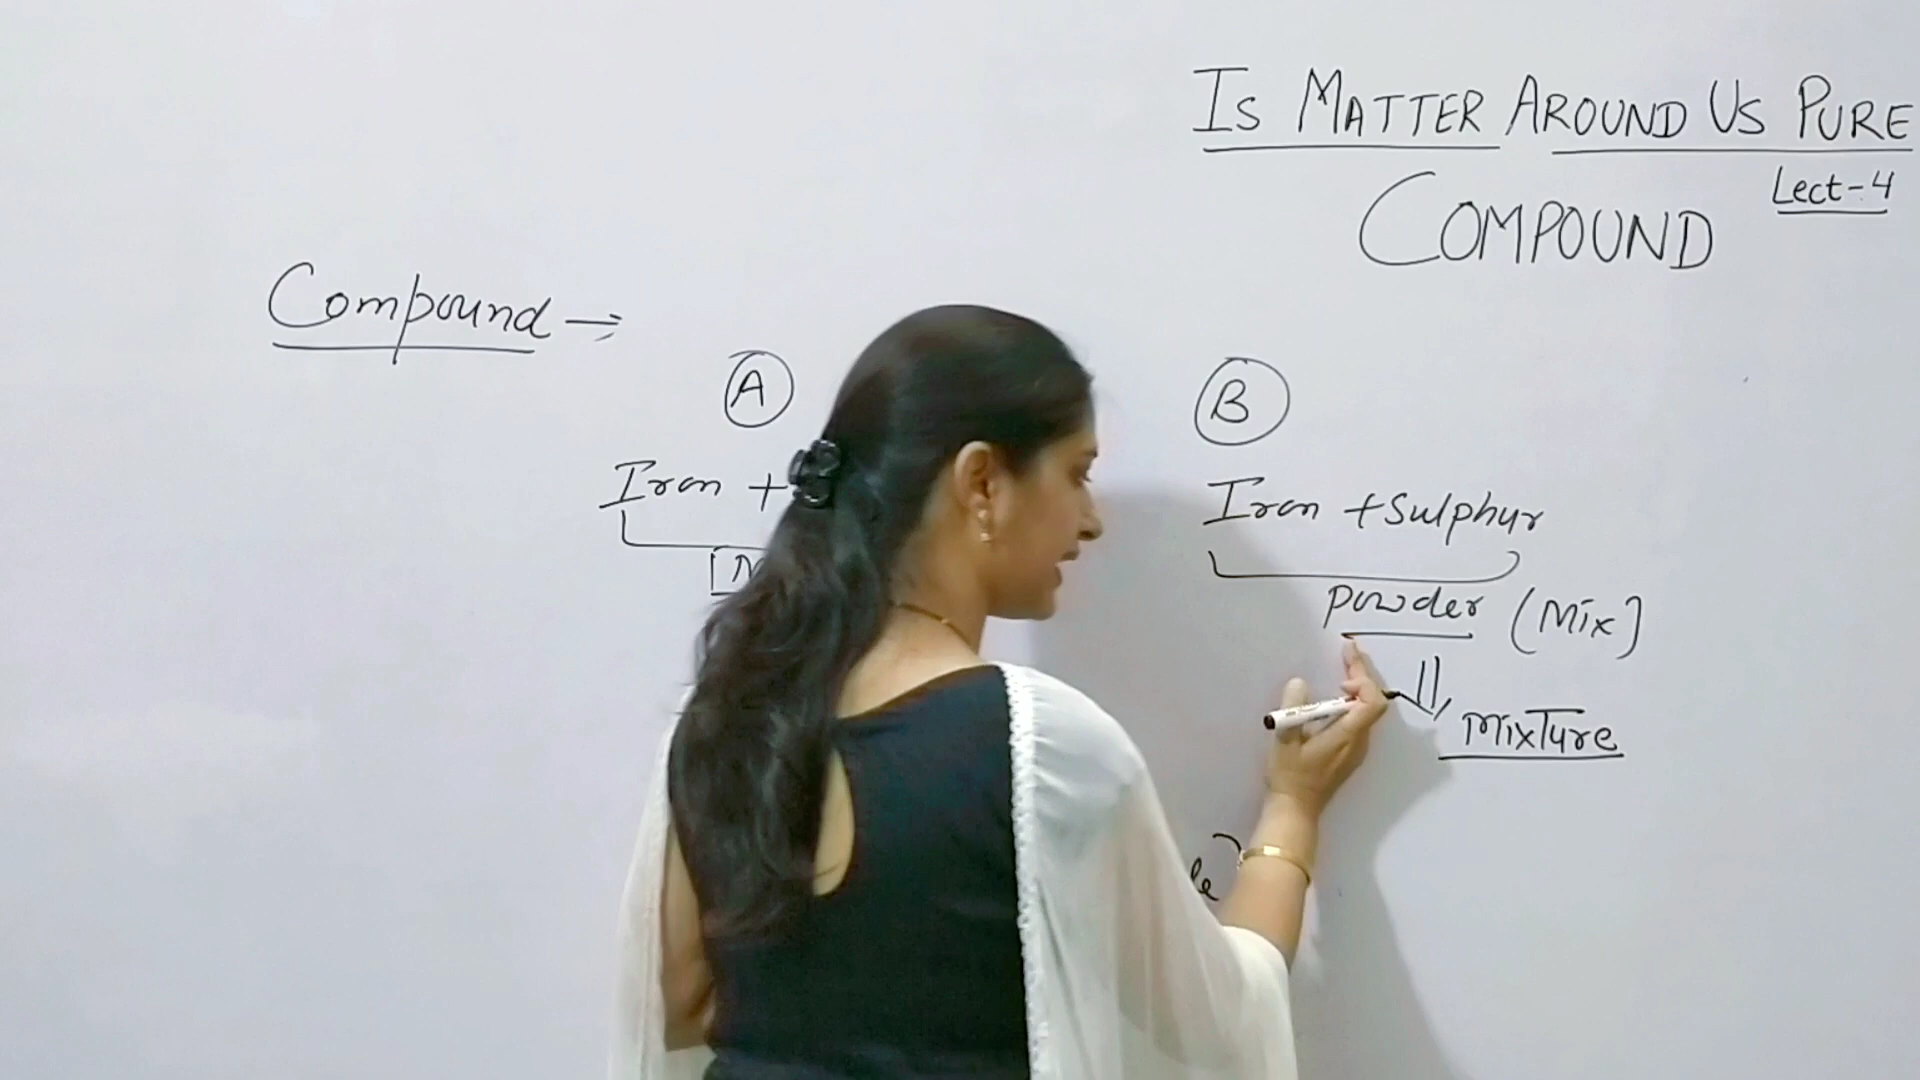 IS MATTER AROUND US PURE
Lect-4
COMPOUND
Compound →
A
B
Iron +
Iron + Sulphur
Powder (Mix)
Mixture